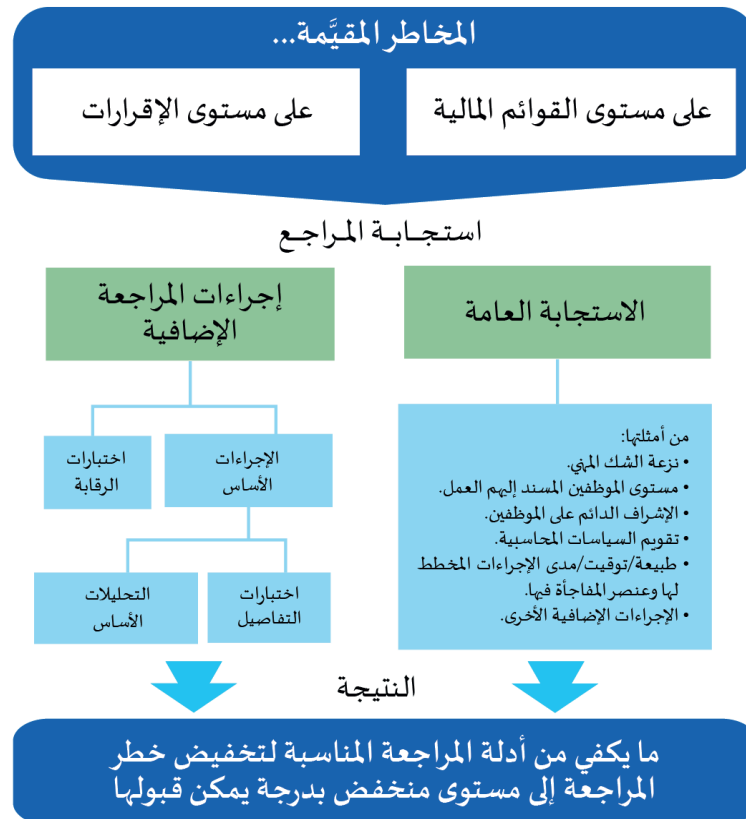 المخاطر المقيَّمة...
على مستوى القوائم المالية
على مستوى الإقرارات
استجـابـة المـراجـع
الاستجابة العامة
إجراءات المراجعة
الإضافية
من أمثلتها:
• نزعة الشك المهني.
• مستوى الموظفين المسند إليهم العمل.
• الإشراف الدائم على الموظفين.
• تقويم السياسات المحاسبية.
• طبيعة/توقيت/مدى الإجراءات المخطط
لها وعنصر المفاجأة فيها.
• الإجراءات الإضافية الأخرى.
الإجراءات
الأساس
اختبارات
الرقابة
اختبارات
التفاصيل
التحليلات
الأساس
النتيجة
ما يكفي من أدلة المراجعة المناسبة لتخفيض خطر
المراجعة إلى مستوى منخفض بدرجة يمكن قبولها